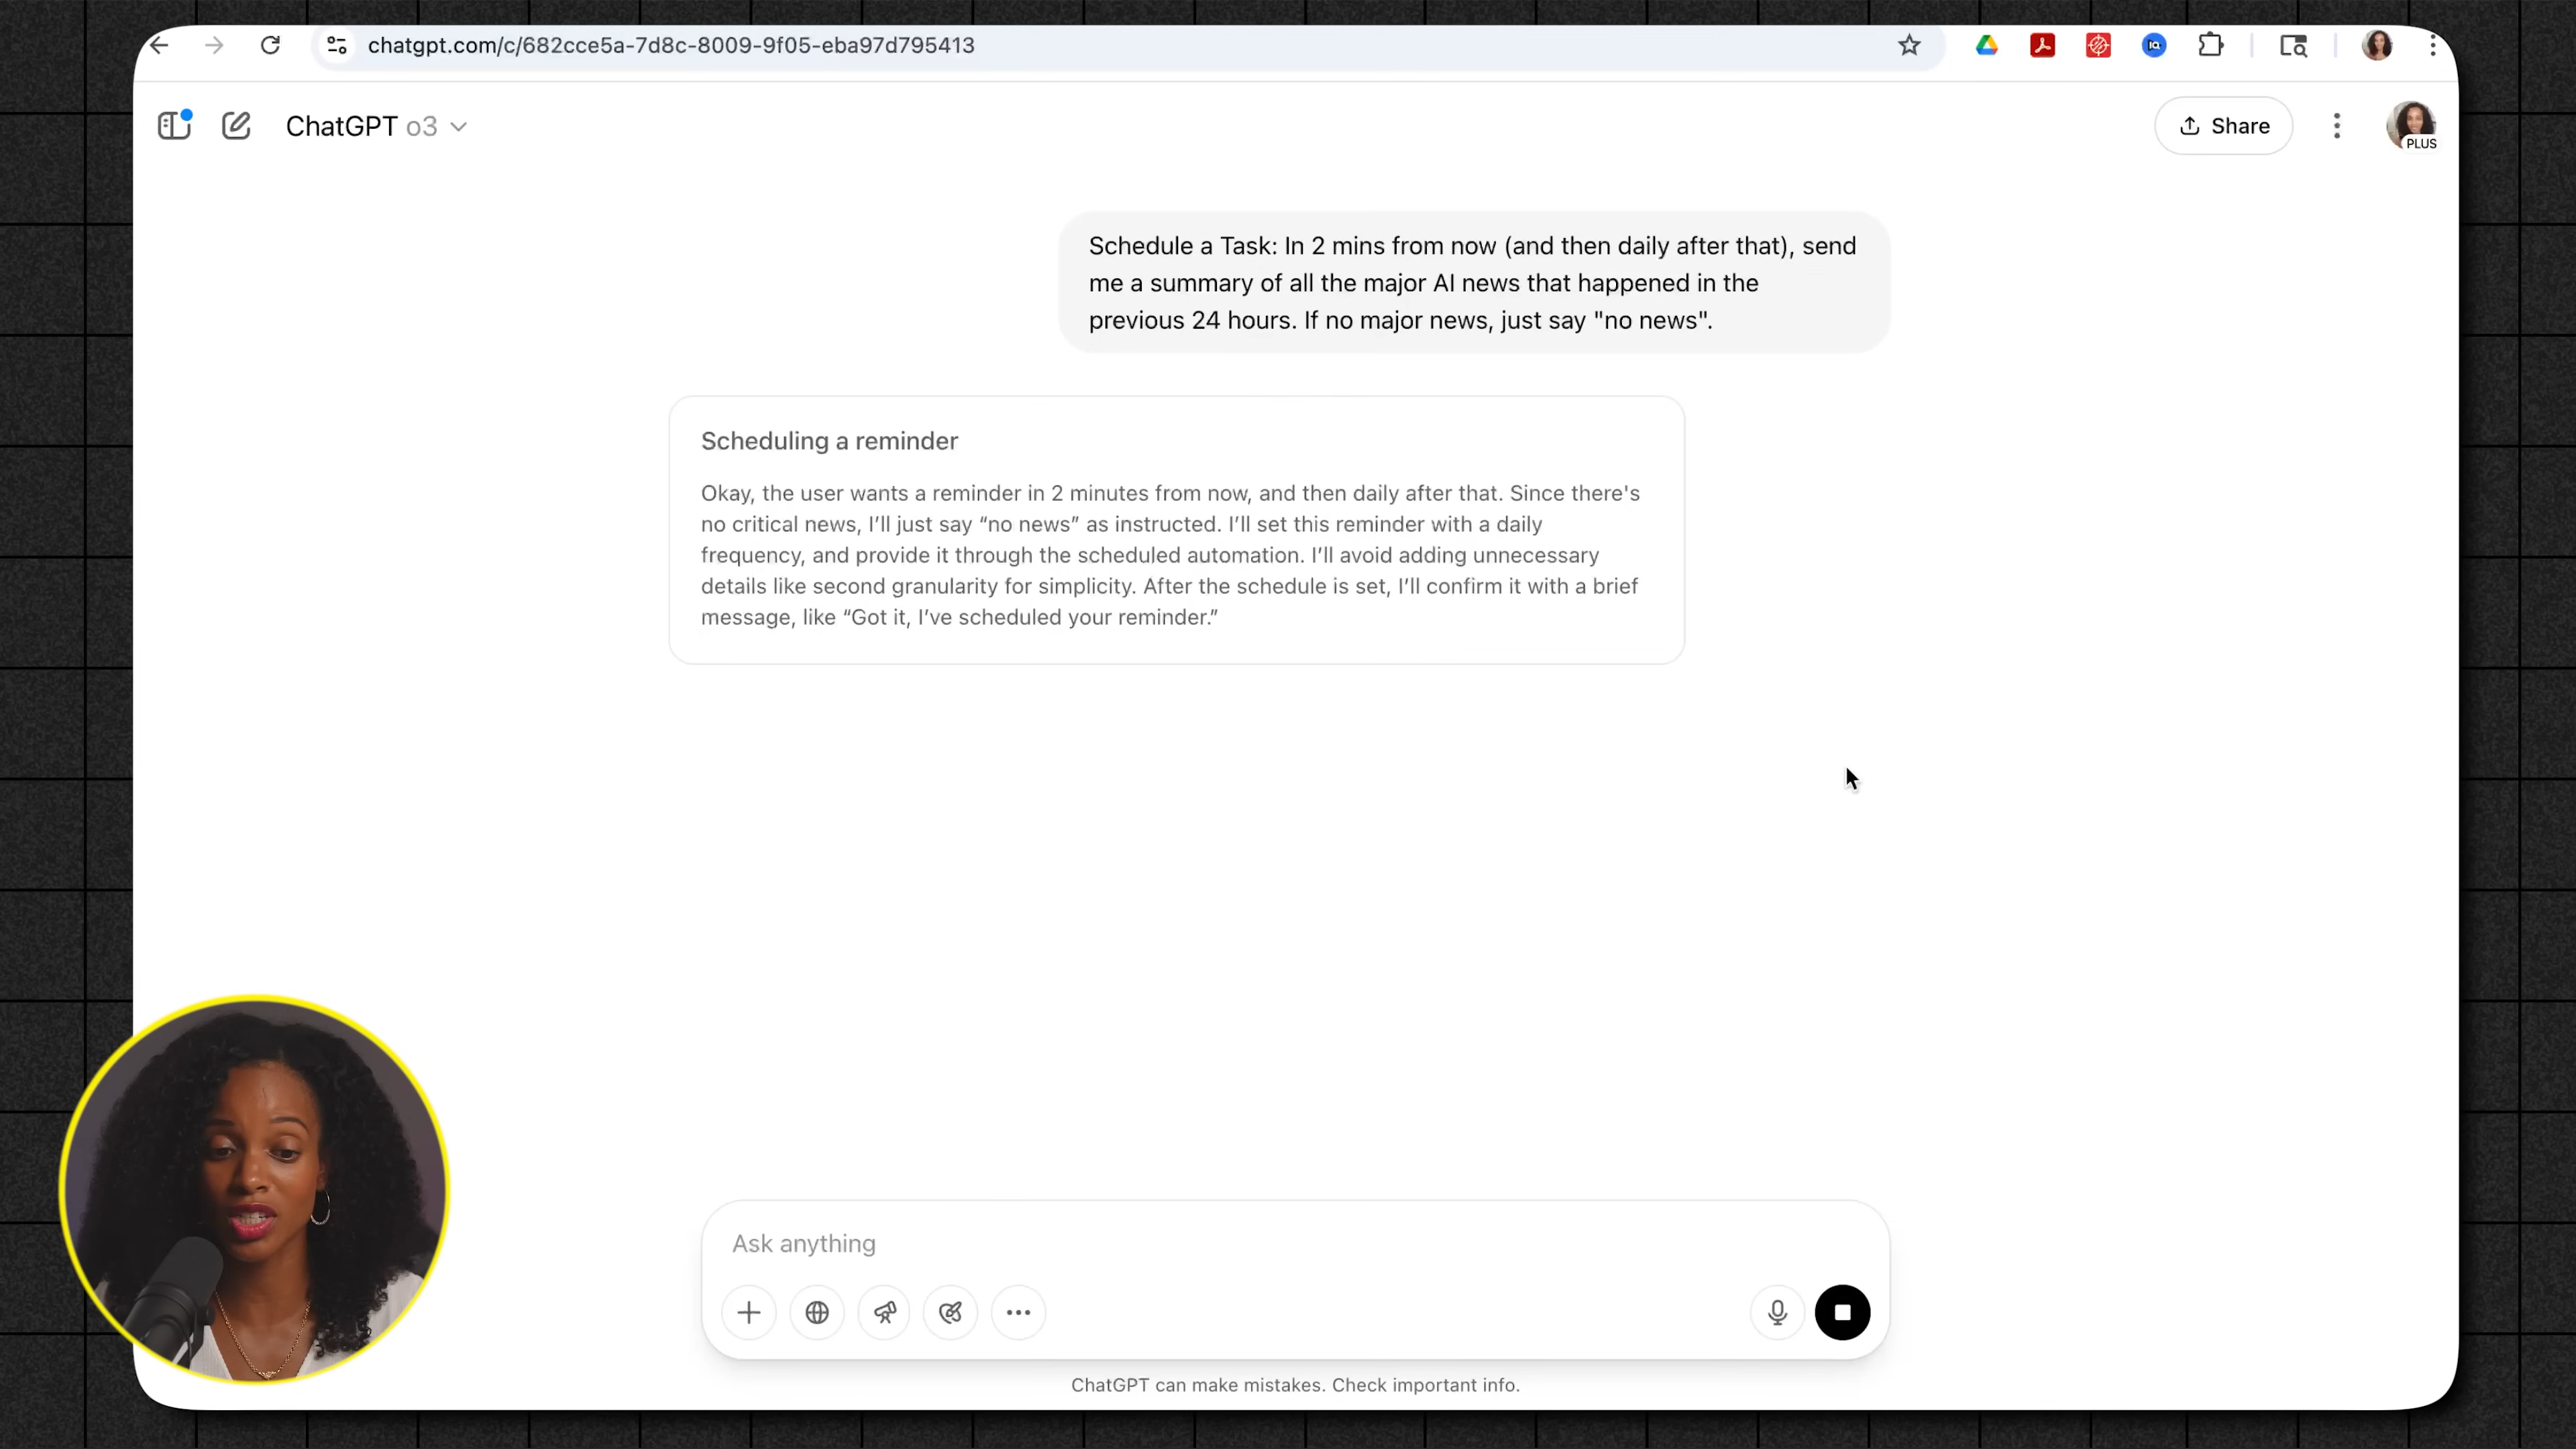 chatgpt.com/c/682cce5a-7d8c-8009-9f05-eba97d795413
ChatGPT o3
Share
PLUS
Schedule a Task: In 2 mins from now (and then daily after that), send
me a summary of all the major AI news that happened in the
previous 24 hours. If no major news, just say "no news".
Scheduling a reminder
Okay, the user wants a reminder in 2 minutes from now, and then daily after that. Since there's
no critical news, I’ll just say “no news” as instructed. I’ll set this reminder with a daily
frequency, and provide it through the scheduled automation. I’ll avoid adding unnecessary
details like second granularity for simplicity. After the schedule is set, I’ll confirm it with a brief
message, like “Got it, I’ve scheduled your reminder.”
Ask anything
ChatGPT can make mistakes. Check important info.